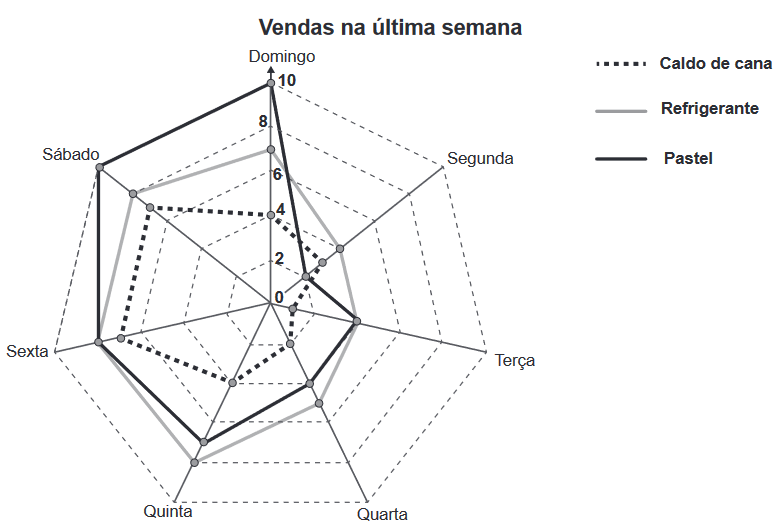 Vendas na última semana
Domingo
10
8
6
4
2
0
Segunda
Terça
Quarta
Quinta
Sexta
Sábado
Caldo de cana
Refrigerante
Pastel